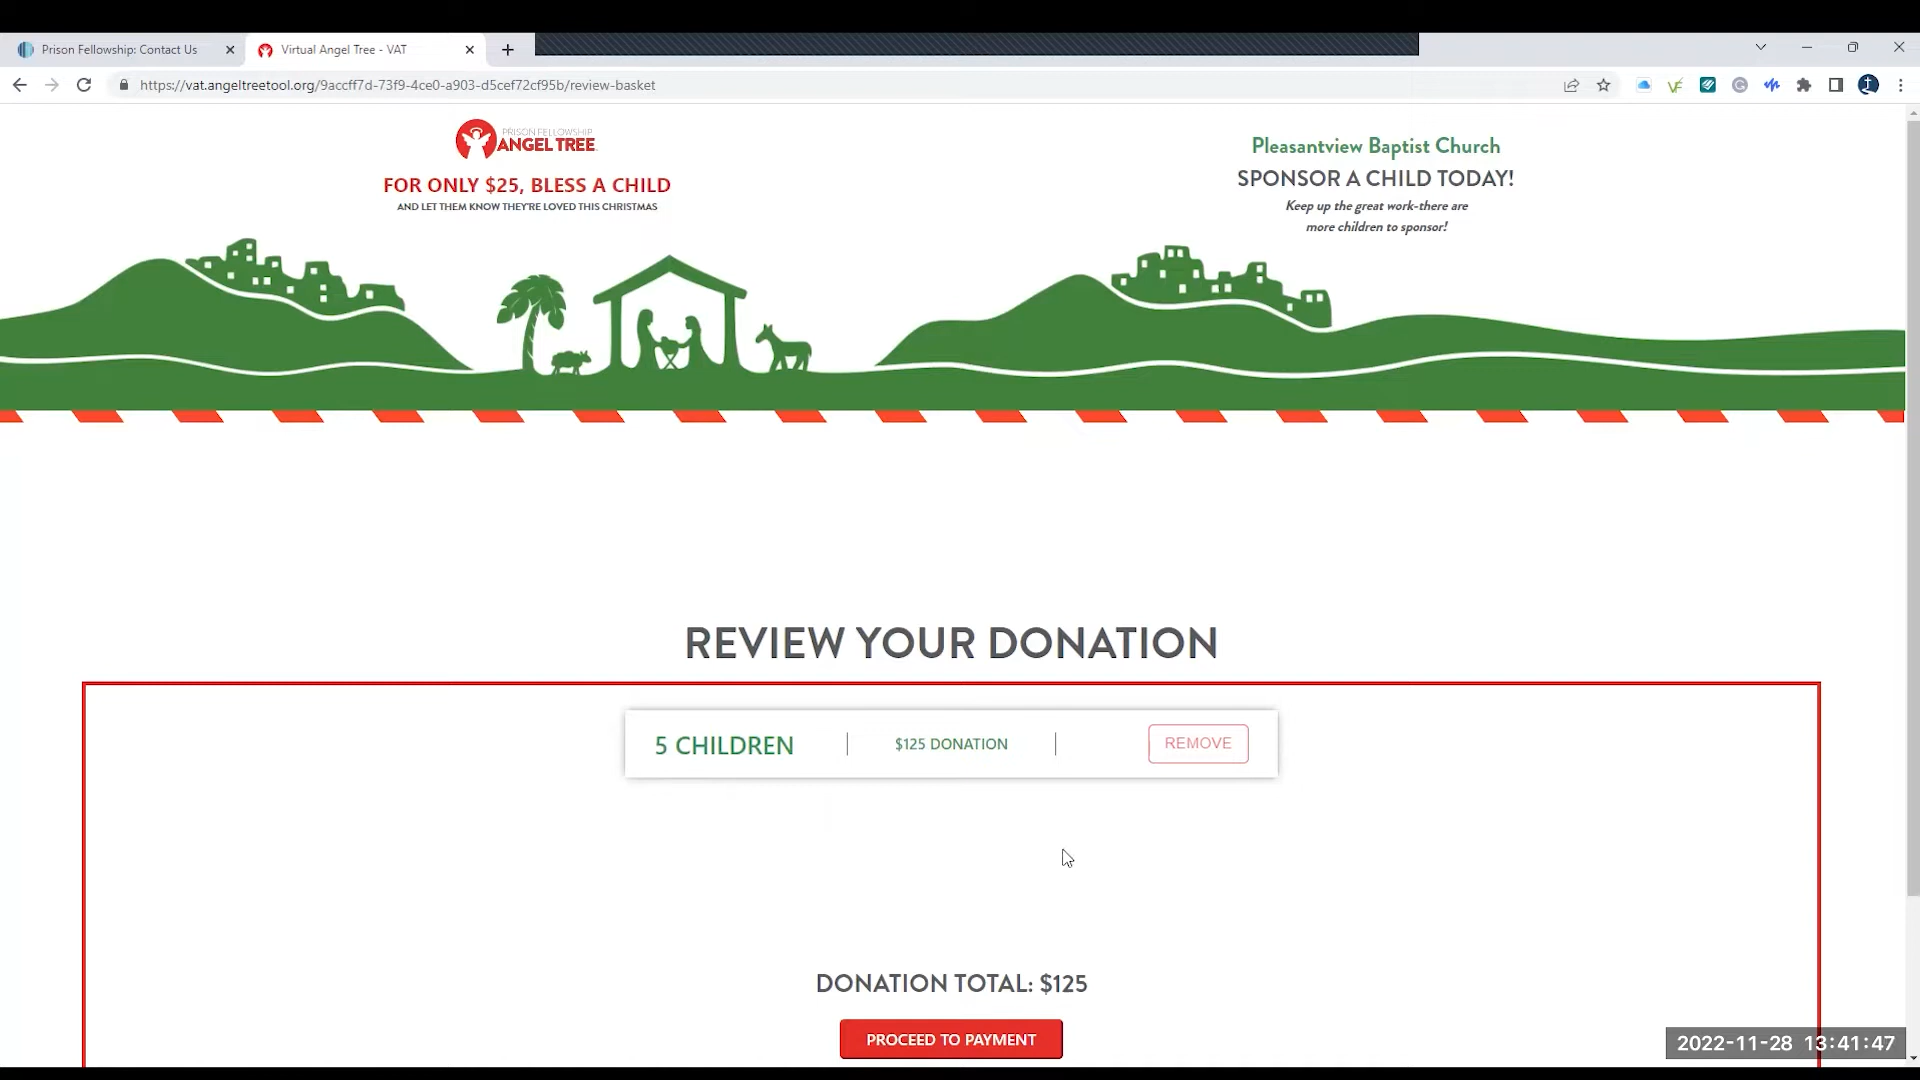 Prison Fellowship: Contact Us
Virtual Angel Tree - VAT
https://vat.angeltreetool.org/9accff7d-73f9-4ce0-a903-d5cef72cf95b/review-basket
PRISON FELLOWSHIP
ANGEL TREE
FOR ONLY $25, BLESS A CHILD
AND LET THEM KNOW THEY'RE LOVED THIS CHRISTMAS
Pleasantview Baptist Church
SPONSOR A CHILD TODAY!
Keep up the great work-there are
more children to sponsor!
REVIEW YOUR DONATION
5 CHILDREN
$125 DONATION
REMOVE
DONATION TOTAL: $125
PROCEED TO PAYMENT
2022-11-28 13:41:47